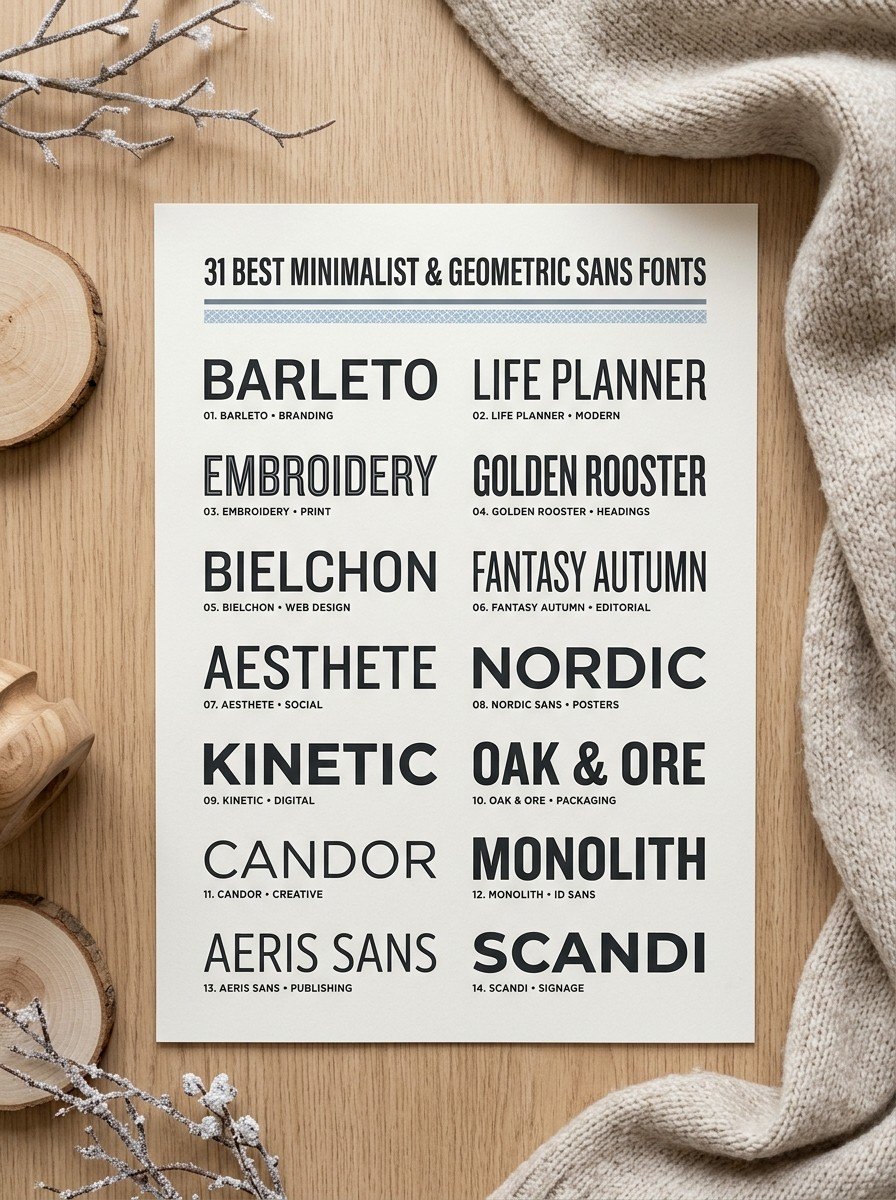 31 BEST MINIMALIST & GEOMETRIC SANS FONTS
BARLETO
01. BARLETO • BRANDING
LIFE PLANNER
02. LIFE PLANNER • MODERN
EMBROIDERY
03. EMBROIDERY • PRINT
GOLDEN ROOSTER
04. GOLDEN ROOSTER • HEADINGS
BIELCHON
05. BIELCHON • WEB DESIGN
FANTASY AUTUMN
06. FANTASY AUTUMN • EDITORIAL
AESTHETE
07. AESTHETE • SOCIAL
NORDIC
08. NORDIC SANS • POSTERS
KINETIC
09. KINETIC • DIGITAL
OAK & ORE
10. OAK & ORE • PACKAGING
CANDOR
11. CANDOR • CREATIVE
MONOLITH
12. MONOLITH • ID SANS
AERIS SANS
13. AERIS SANS • PUBLISHING
SCANDI
14. SCANDI • SIGNAGE